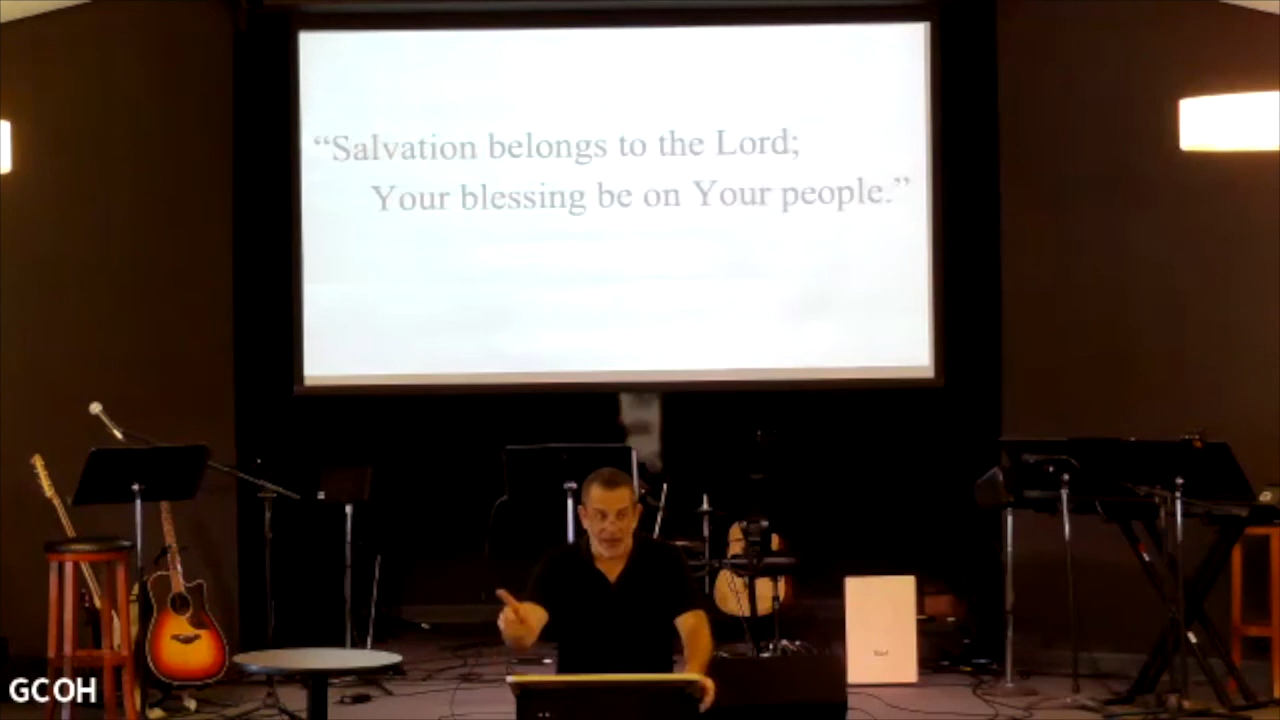 “Salvation belongs to the Lord;
Your blessing be on Your people.”
GCOH